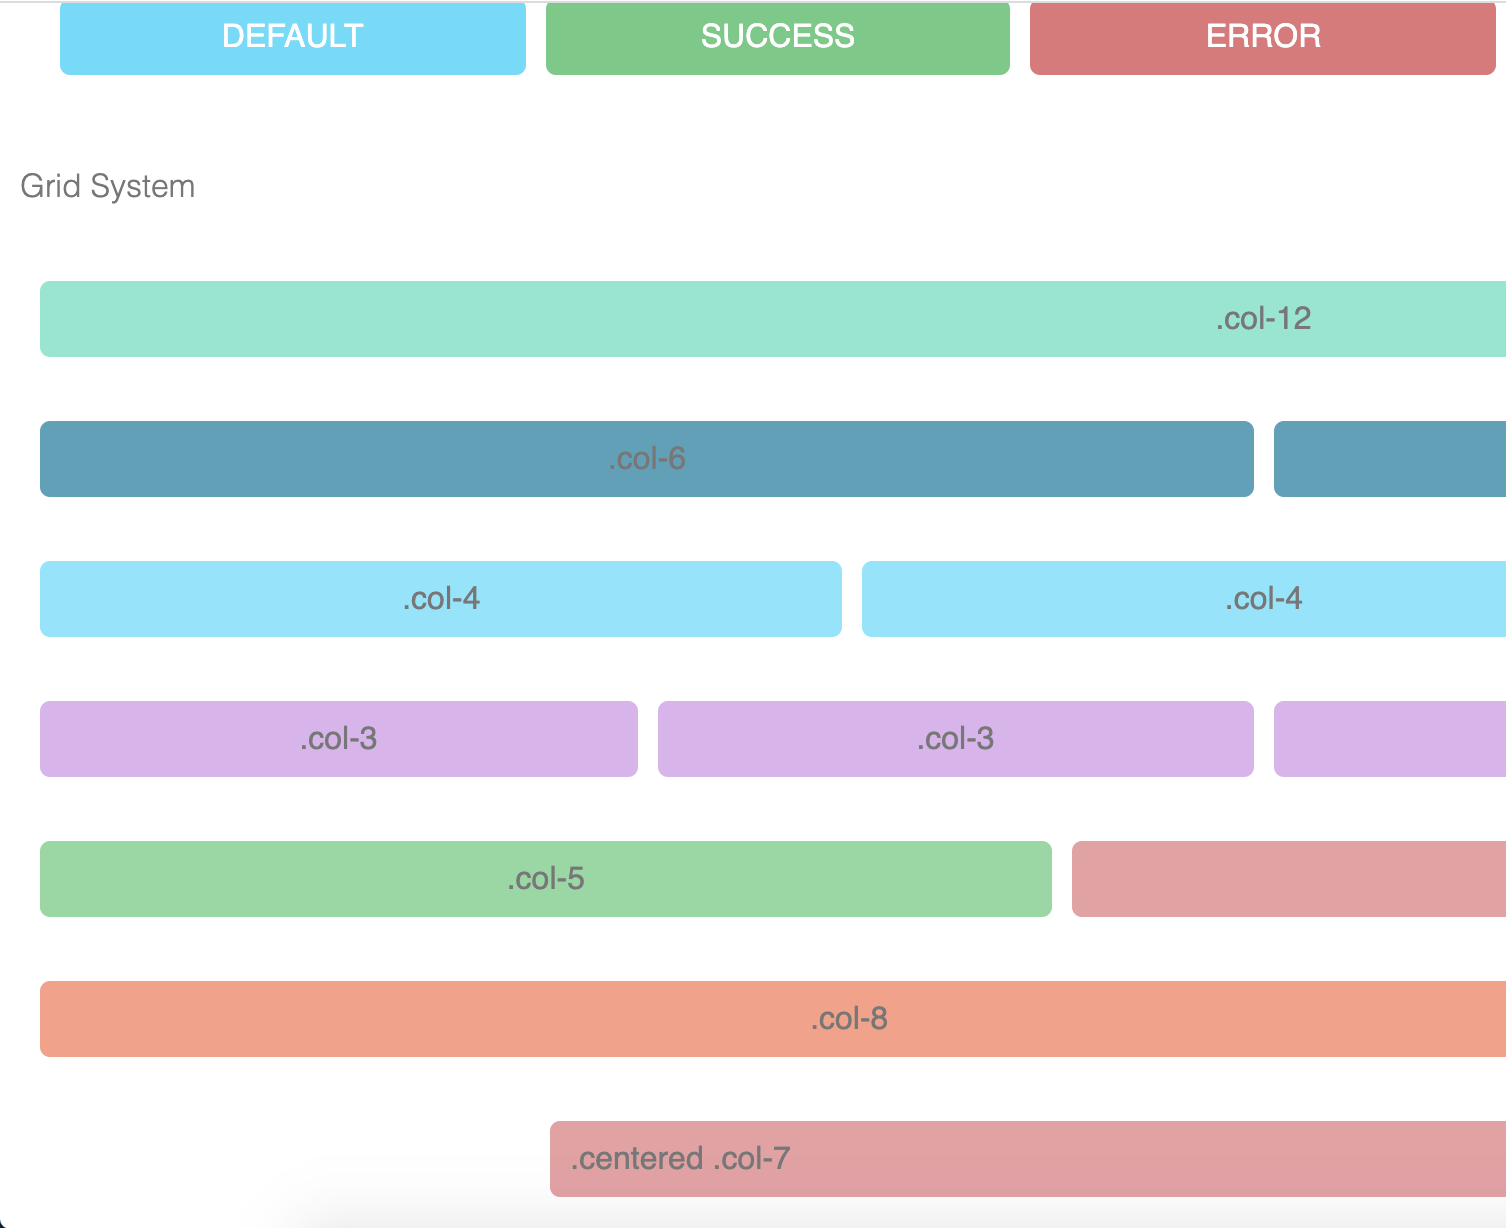 DEFAULT SUCCESS ERROR
Grid System
.col-12
.col-6
.col-4 .col-4
.col-3 .col-3
.col-5
.col-8
.centered .col-7